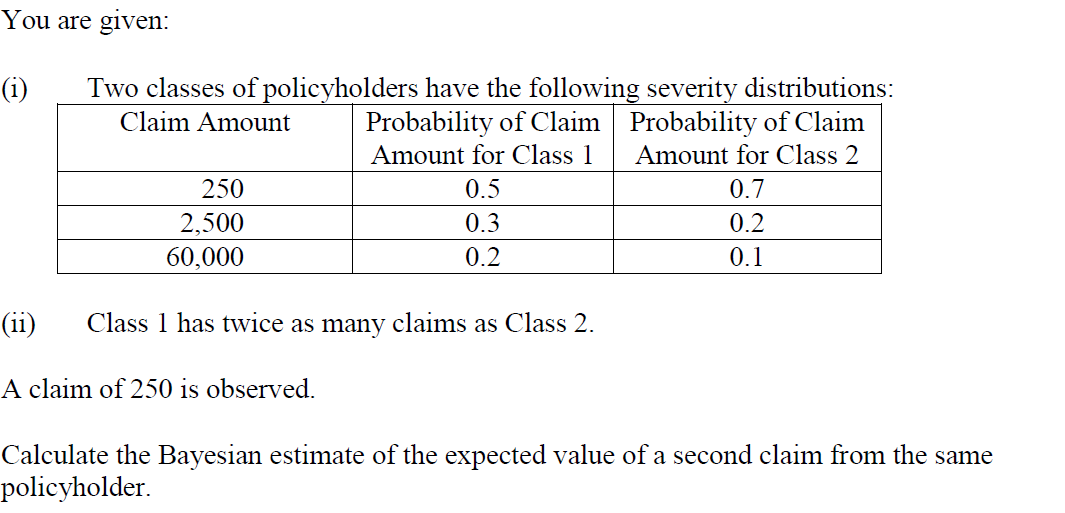 You are given:
(i) Two classes of policyholders have the following severity distributions:
Claim Amount Probability of Claim Amount for Class 1 Probability of Claim Amount for Class 2
250 0.5 0.7
2,500 0.3 0.2
60,000 0.2 0.1
(ii) Class 1 has twice as many claims as Class 2.
A claim of 250 is observed.
Calculate the Bayesian estimate of the expected value of a second claim from the same
policyholder.